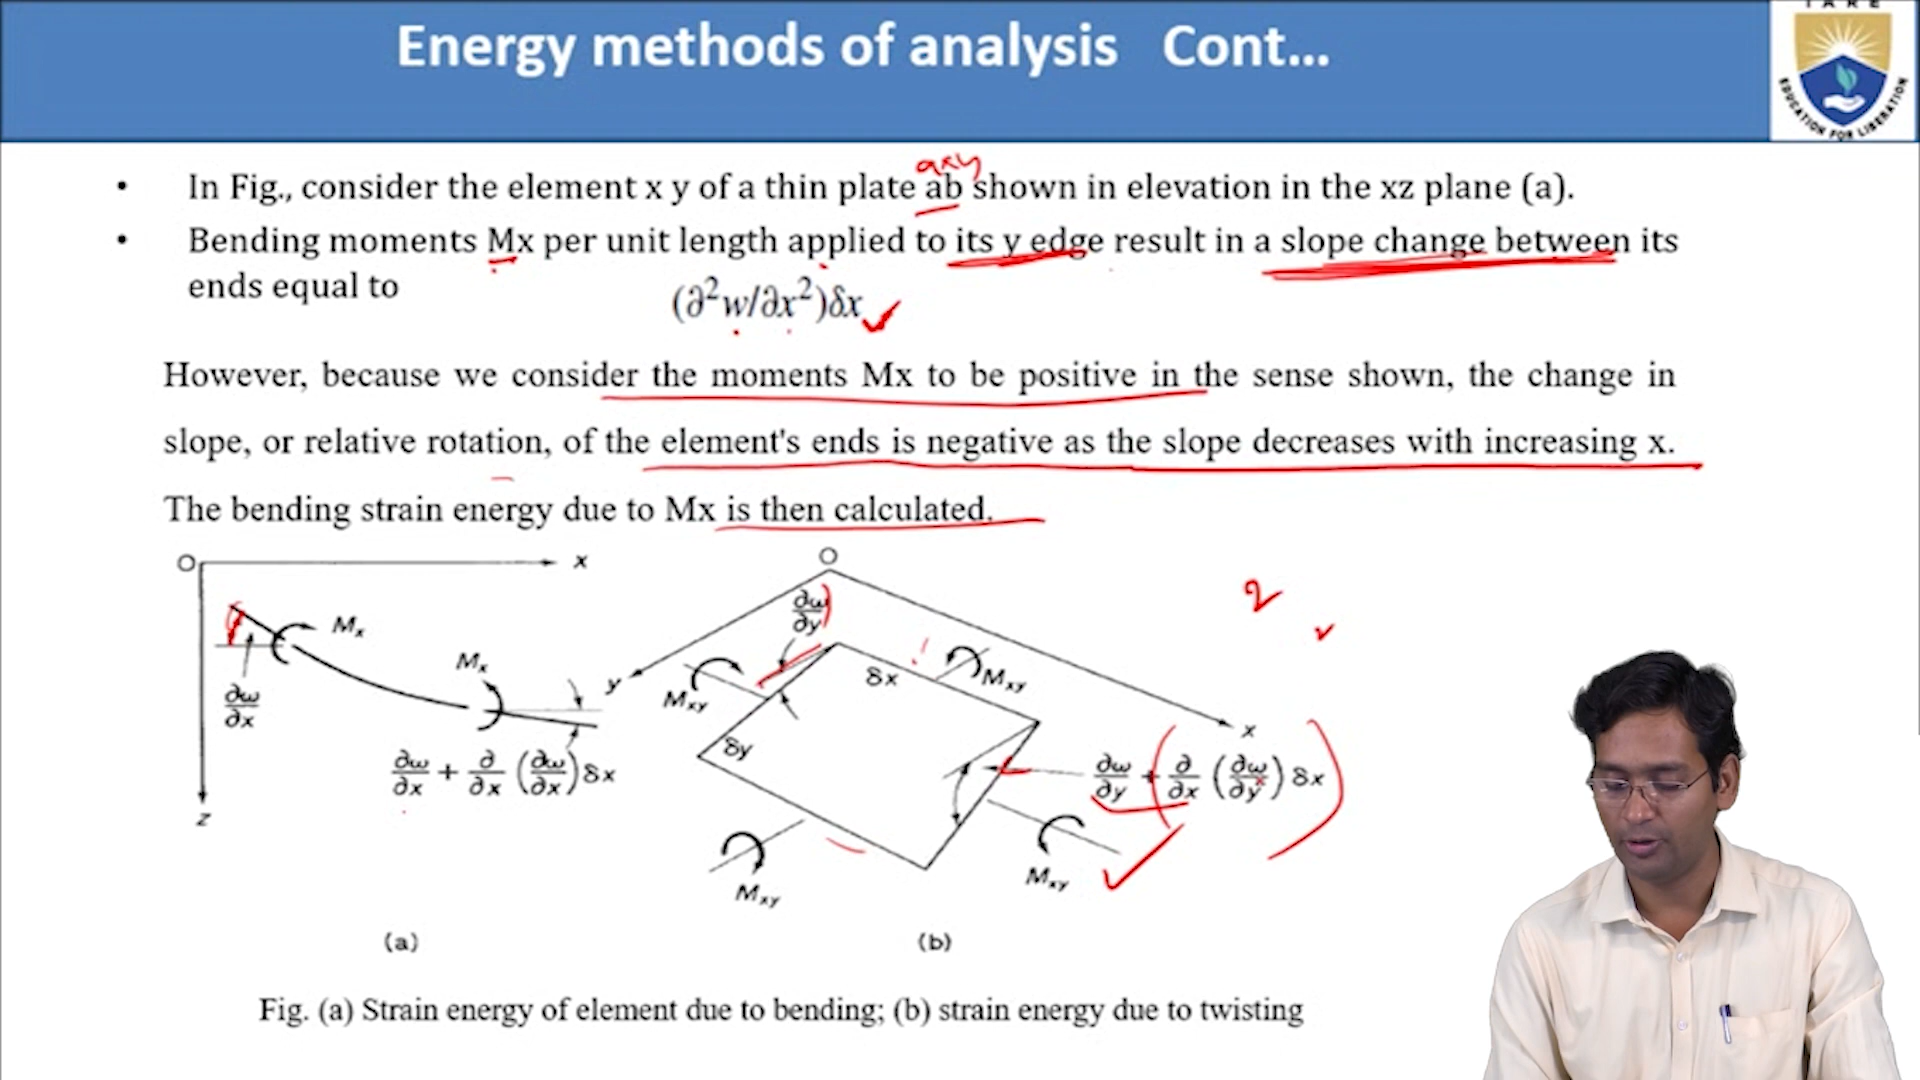 Energy methods of analysis Cont...
TARE
EDUCATION FOR LIBERATION
axy
• In Fig., consider the element x y of a thin plate ab shown in elevation in the xz plane (a).
• Bending moments Mx per unit length applied to its y edge result in a slope change between its
ends equal to
(∂²w/∂x²)δx
However, because we consider the moments Mx to be positive in the sense shown, the change in
slope, or relative rotation, of the element's ends is negative as the slope decreases with increasing x.
The bending strain energy due to Mx is then calculated.
O x
z
Mx
Mx
∂w/∂x
∂w/∂x + ∂/∂x (∂w/∂x) δx
(a)
O
y
x
∂w/∂y
Mxy
δx
Mxy
δy
∂w/∂y + ∂/∂x (∂w/∂y) δx
Mxy
Mxy
2
(b)
Fig. (a) Strain energy of element due to bending; (b) strain energy due to twisting